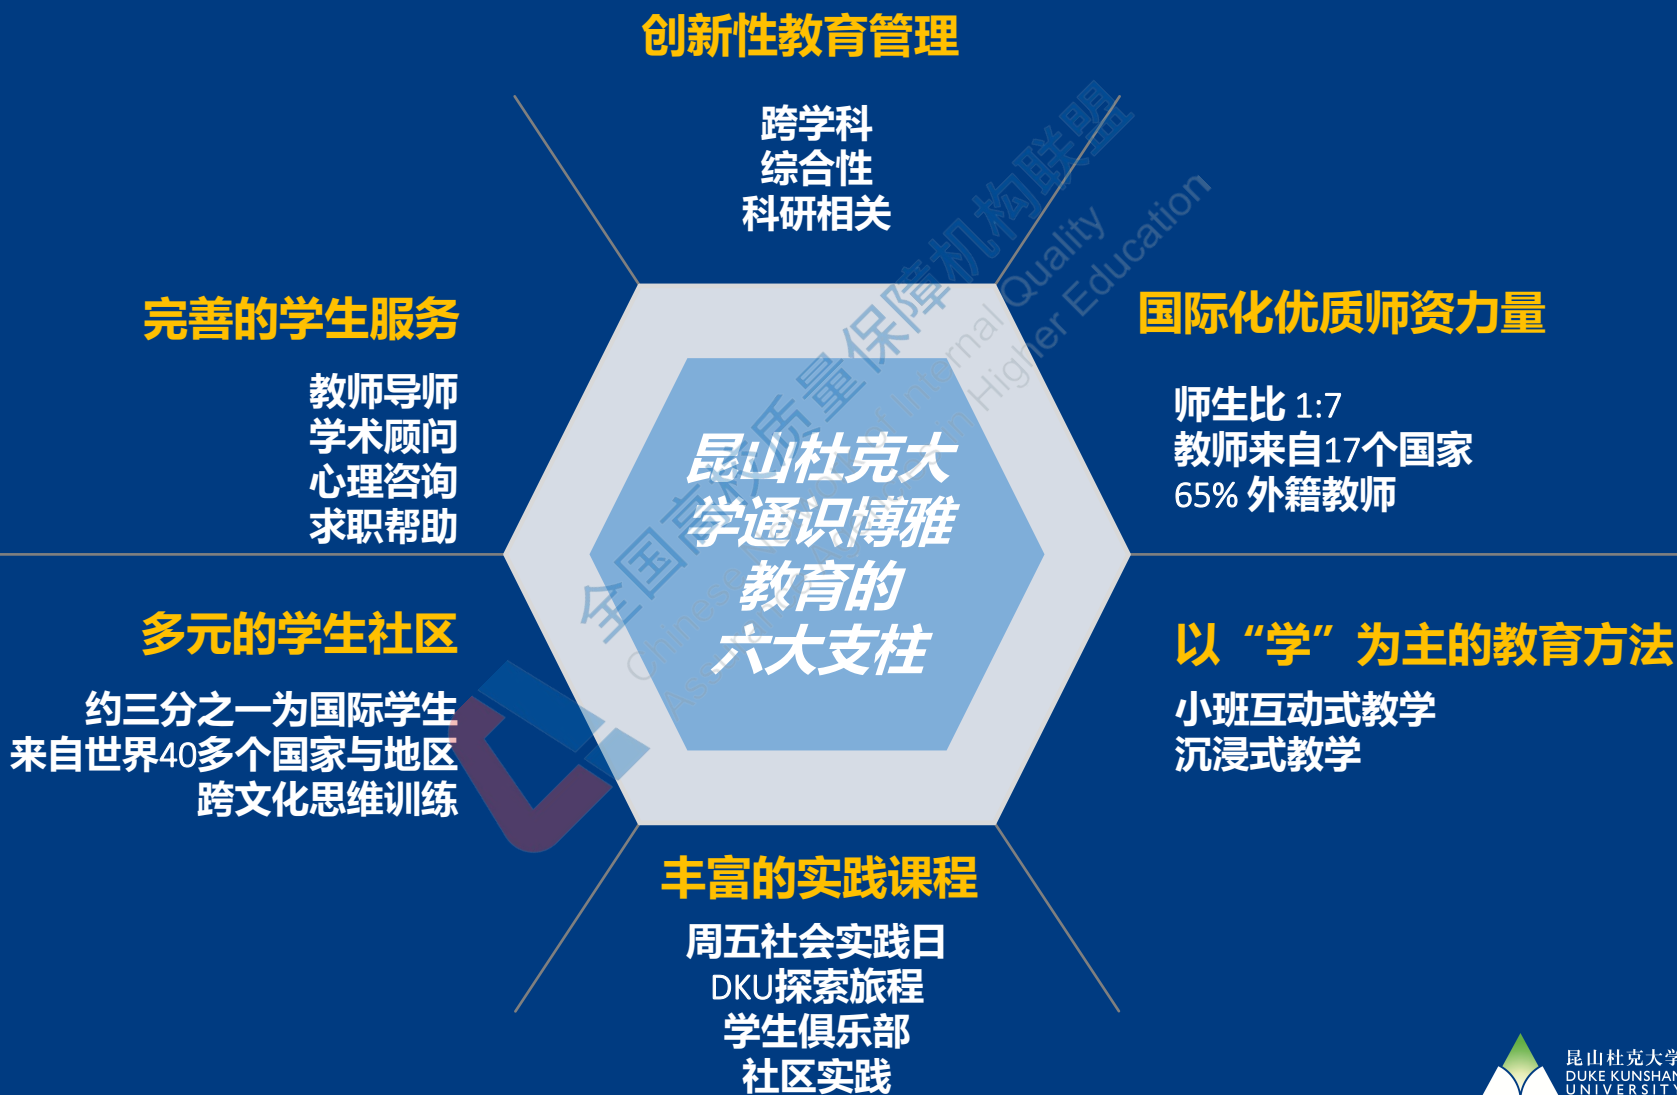 创新性教育管理
跨学科
综合性
科研相关
完善的学生服务
教师导师
学术顾问
心理咨询
求职帮助
国际化优质师资力量
师生比 1:7
教师来自17个国家
65% 外籍教师
昆山杜克大
学通识博雅
教育的
六大支柱
多元的学生社区
约三分之一为国际学生
来自世界40多个国家与地区
跨文化思维训练
以“学”为主的教育方法
小班互动式教学
沉浸式教学
丰富的实践课程
周五社会实践日
DKU探索旅程
学生俱乐部
社区实践
全国高校质量保障机构联盟
昆山杜克大学
DUKE KUNSHAN
UNIVERSITY